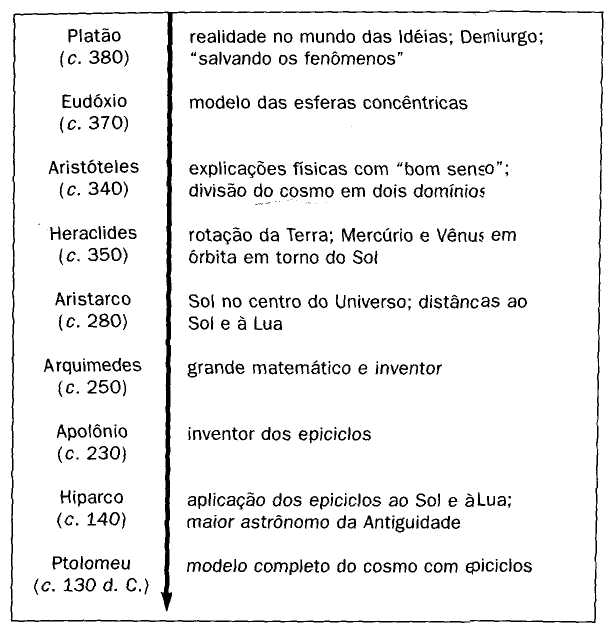 Platão realidade no mundo das Idéias; Demiurgo;
(c. 380) "salvando os fenômenos"
Eudóxio modelo das esferas concêntricas
(c. 370)
Aristóteles explicações físicas com "bom senso";
(c. 340) divisão do cosmo em dois domínios
Heraclides rotação da Terra; Mercúrio e Vênus em
(c. 350) órbita em torno do Sol
Aristarco Sol no centro do Universo; distâncas ao
(c. 280) Sol e à Lua
Arquimedes grande matemático e inventor
(c. 250)
Apolônio inventor dos epiciclos
(c. 230)
Hiparco aplicação dos epiciclos ao Sol e à Lua;
(c. 140) maior astrônomo da Antiguidade
Ptolomeu modelo completo do cosmo com epiciclos
(c. 130 d. C.)